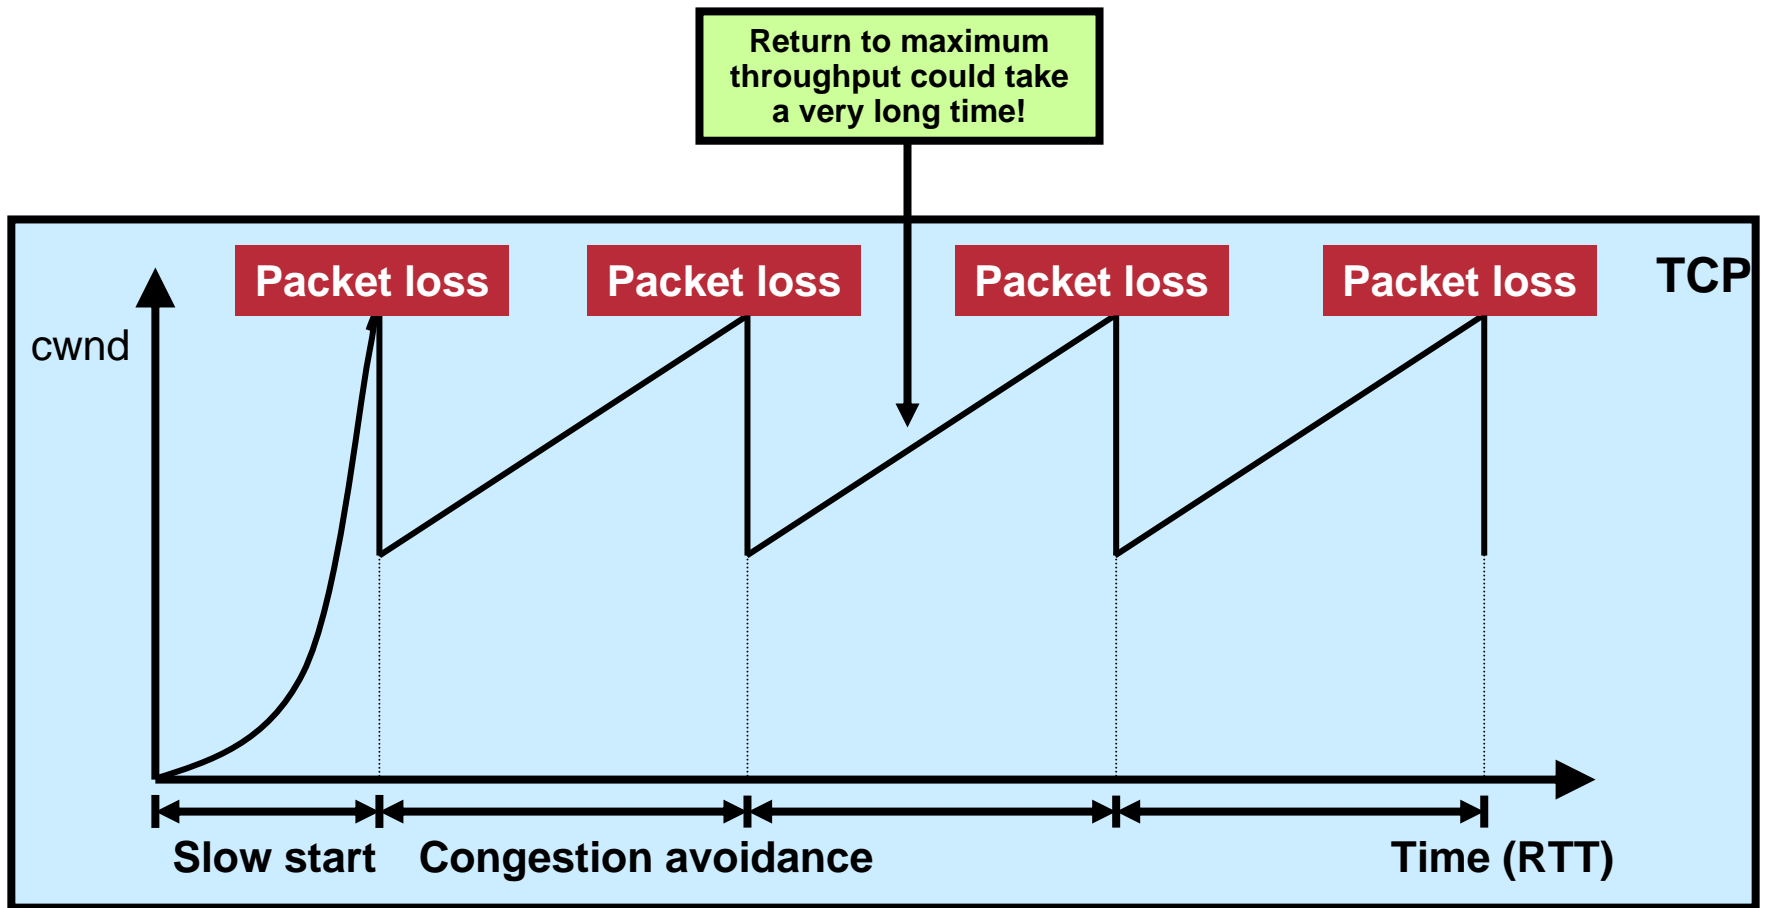 Return to maximum
throughput could take
a very long time!
Packet loss
Packet loss
Packet loss
Packet loss
TCP
cwnd
Slow start
Congestion avoidance
Time (RTT)